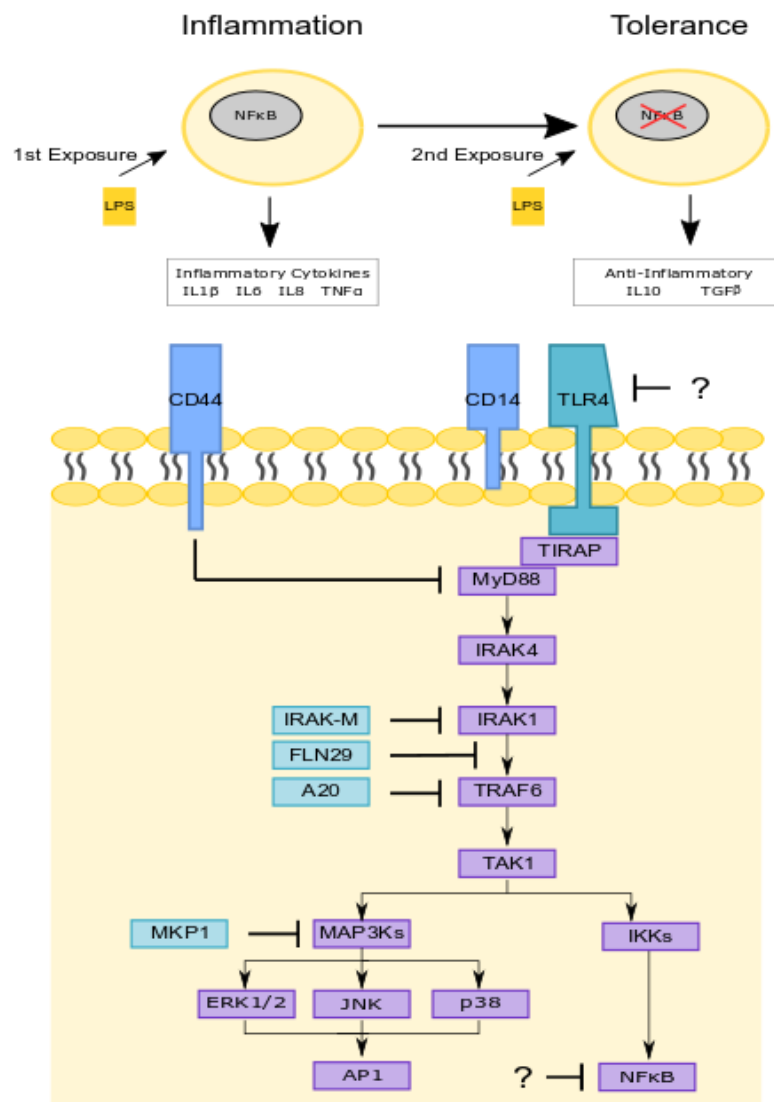 Inflammation
Tolerance
NFκB
NFκB
1st Exposure
2nd Exposure
LPS
LPS
Inflammatory Cytokines
IL1β IL6 IL8 TNFα
Anti-Inflammatory
IL10 TGFβ
CD44
CD14
TLR4
?
TIRAP
MyD88
IRAK4
IRAK-M
IRAK1
FLN29
A20
TRAF6
TAK1
MKP1
MAP3Ks
IKKs
ERK1/2
JNK
p38
AP1
?
NFκB